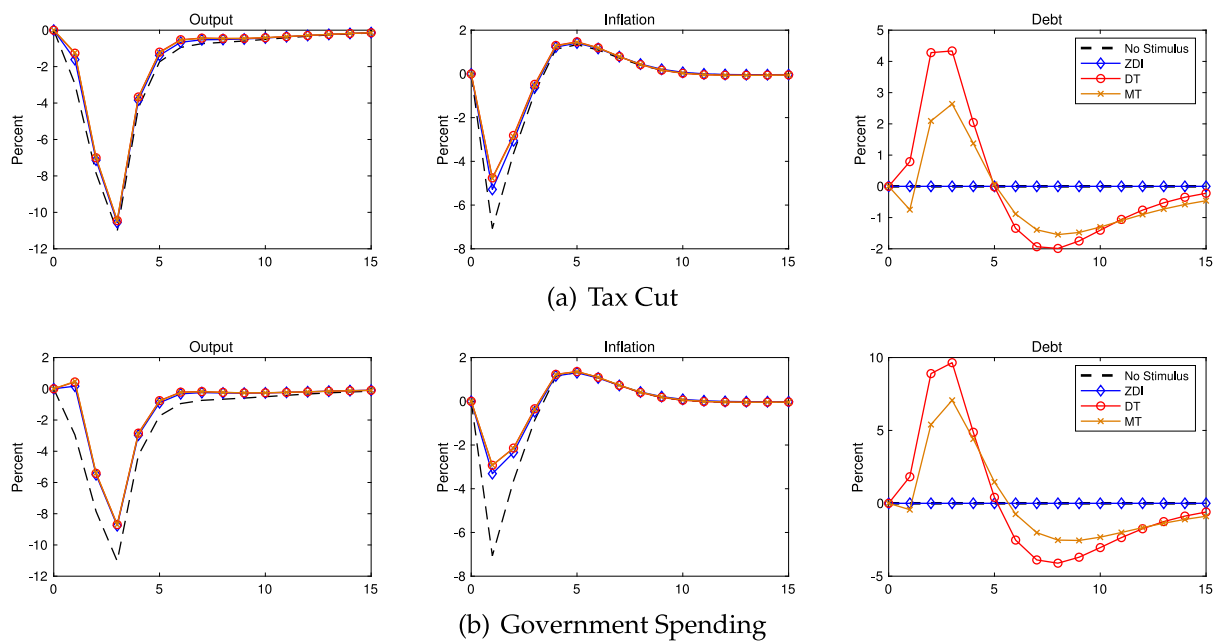 Output
Inflation
Debt
Percent
0
-2
-4
-6
-8
-10
-12
0 5 10 15
Percent
2
0
-2
-4
-6
-8
0 5 10 15
Percent
5
4
3
2
1
0
-1
-2
0 5 10 15
No Stimulus
ZDI
DT
MT
(a) Tax Cut
Output
Inflation
Debt
Percent
2
0
-2
-4
-6
-8
-10
-12
0 5 10 15
Percent
2
0
-2
-4
-6
-8
0 5 10 15
Percent
10
5
0
-5
0 5 10 15
No Stimulus
ZDI
DT
MT
(b) Government Spending